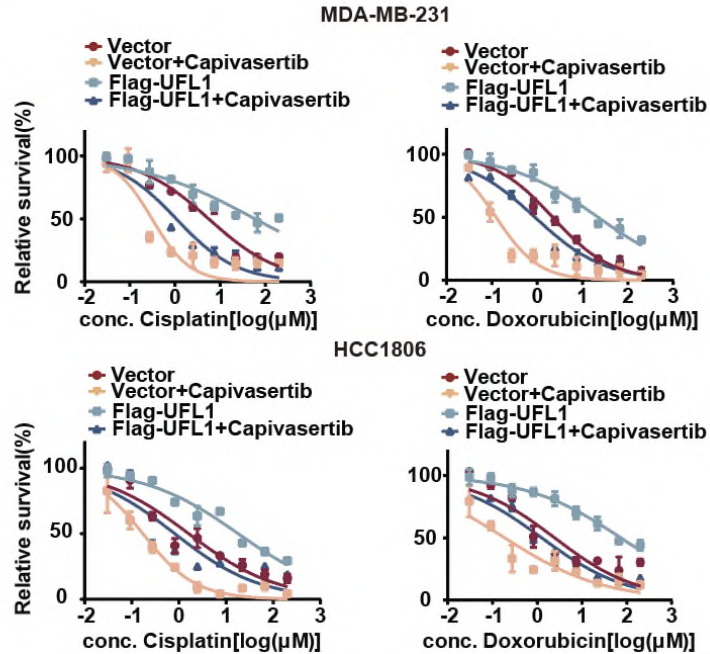 MDA-MB-231
Vector
Vector+Capivasertib
Flag-UFL1
Flag-UFL1+Capivasertib
Relative survival(%)
100
50
0
-2 -1 0 1 2 3
conc. Cisplatin[log(μM)]
Vector
Vector+Capivasertib
Flag-UFL1
Flag-UFL1+Capivasertib
100
50
0
-2 -1 0 1 2 3
conc. Doxorubicin[log(μM)]
HCC1806
Vector
Vector+Capivasertib
Flag-UFL1
Flag-UFL1+Capivasertib
Relative survival(%)
100
50
0
-2 -1 0 1 2 3
conc. Cisplatin[log(μM)]
Vector
Vector+Capivasertib
Flag-UFL1
Flag-UFL1+Capivasertib
100
50
0
-2 -1 0 1 2 3
conc. Doxorubicin[log(μM)]